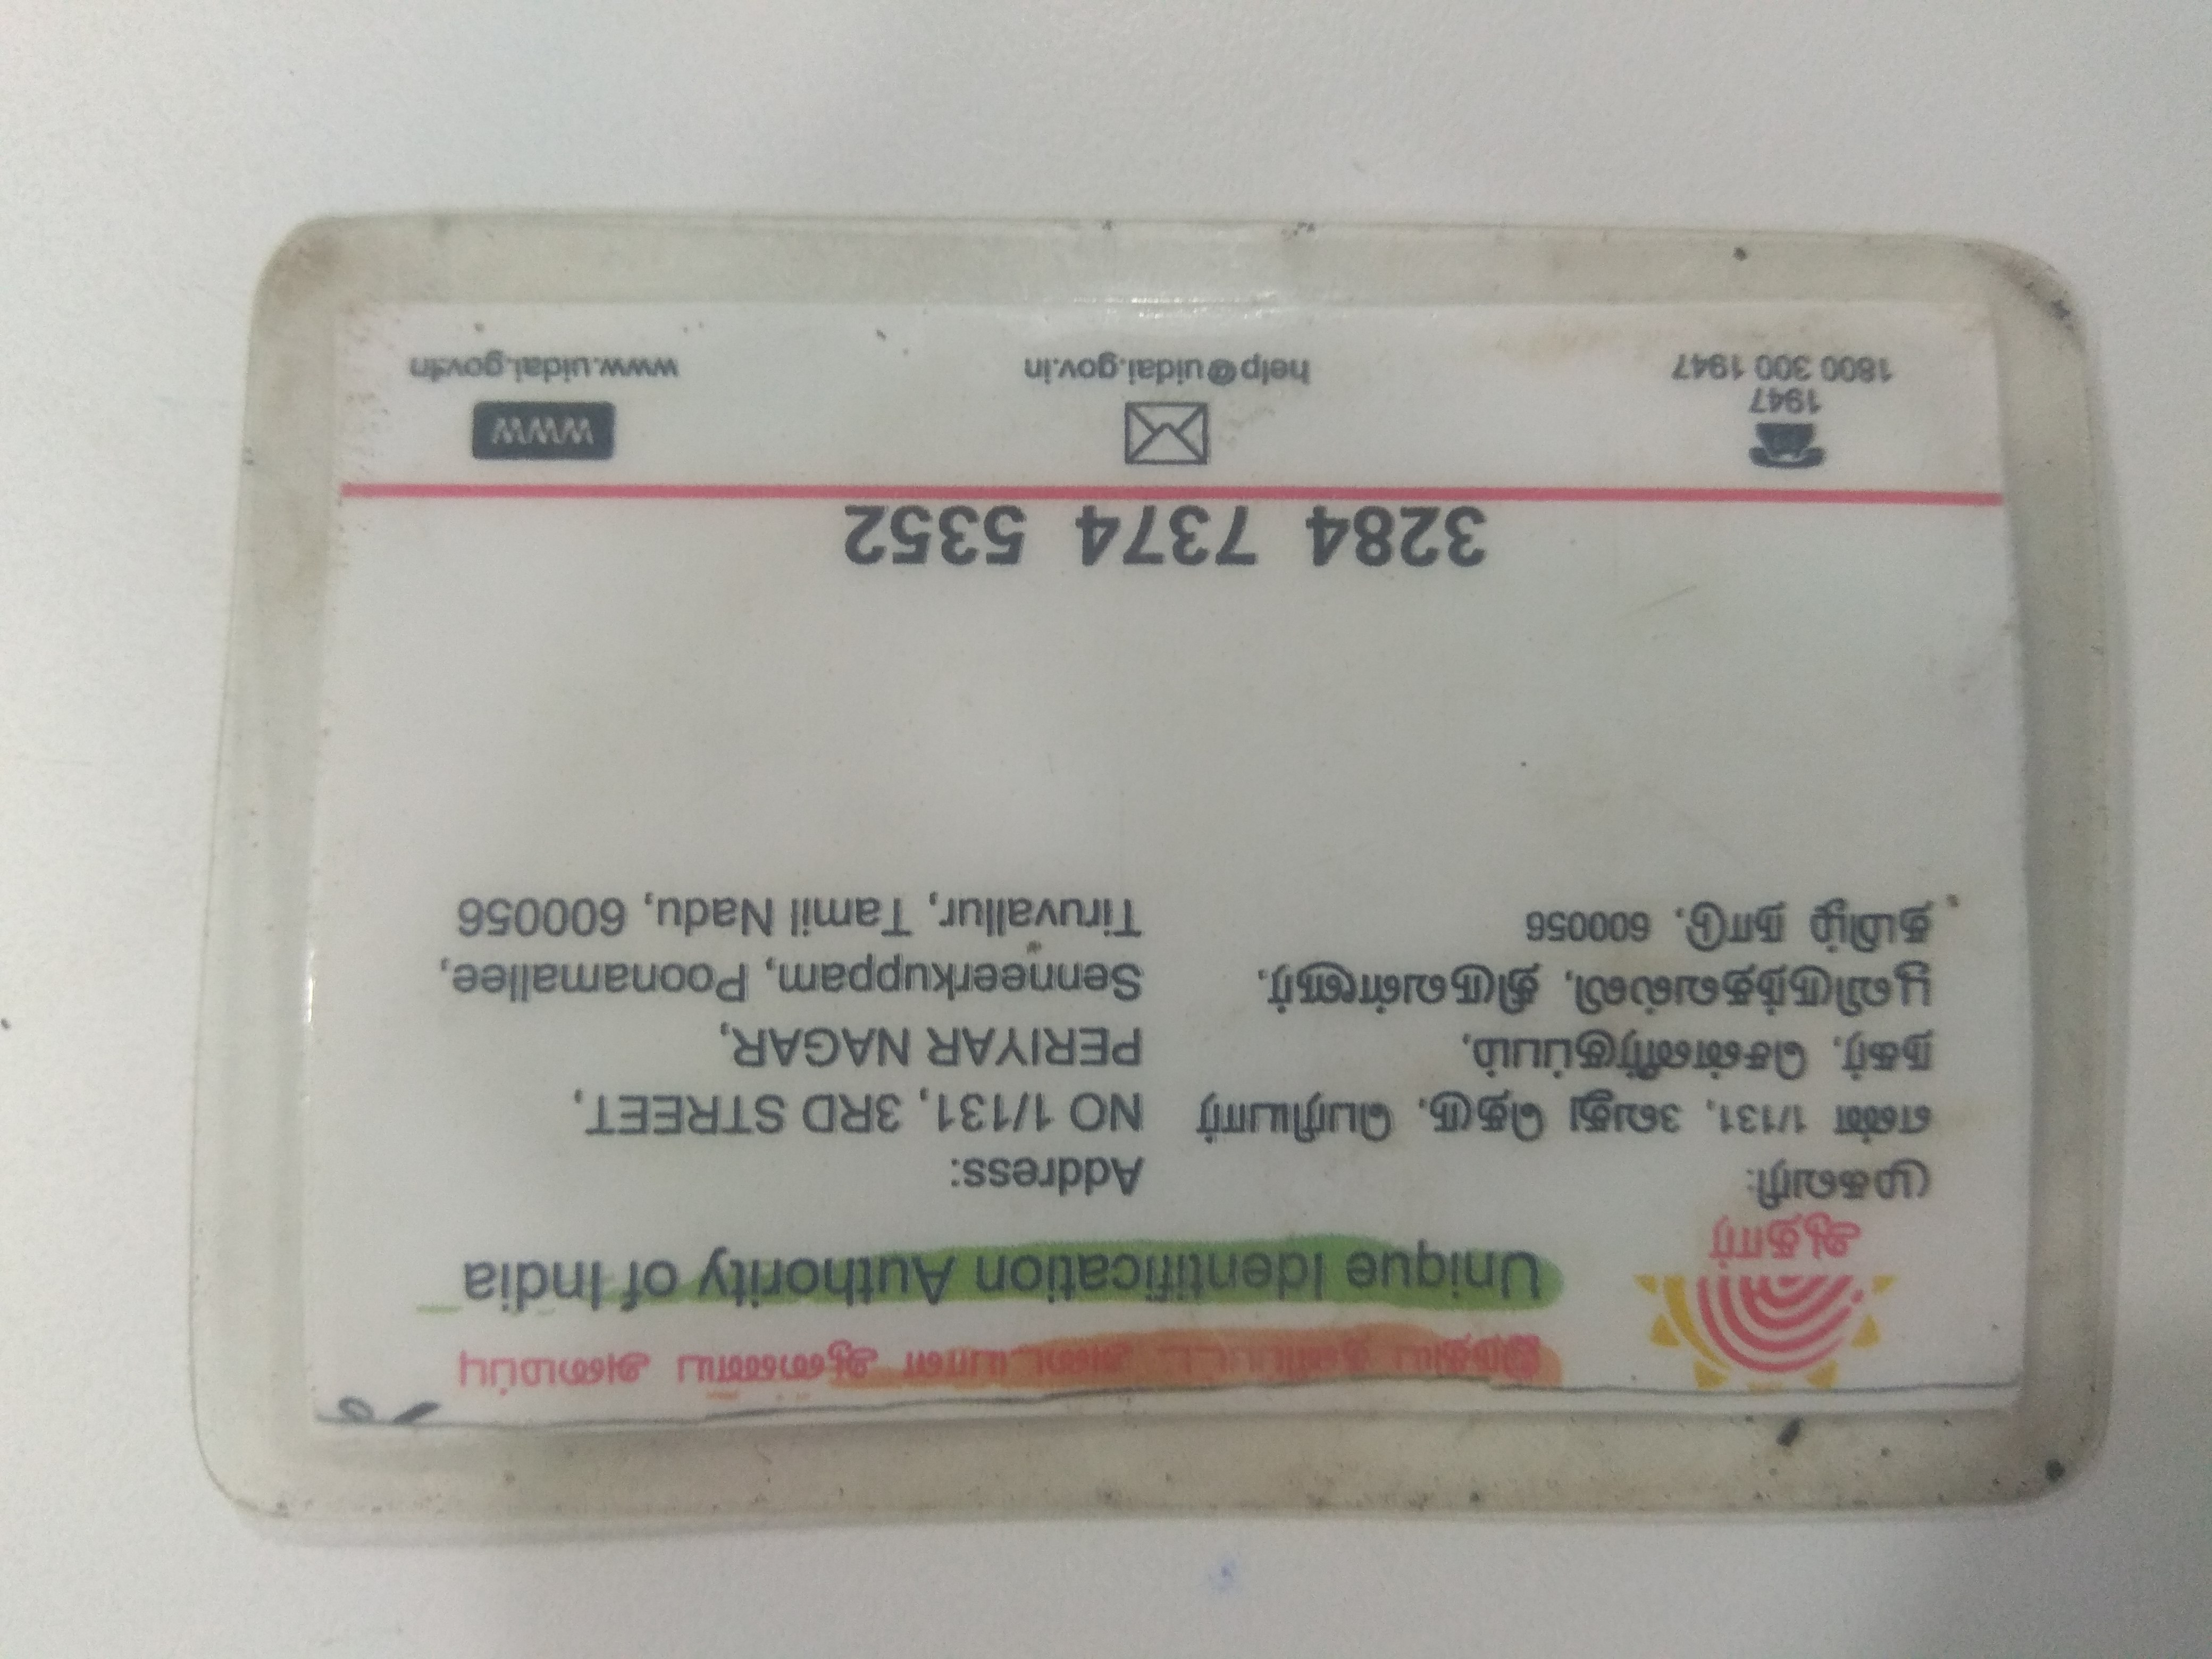 இந்திய தனிப்பட்ட அடையாள ஆணைய அமைப்பு
Unique Identification Authority of India
ஆதார்
முகவரி:
எண் 1/131, 3வது தெரு, பெரியார்
நகர், சென்னீர்குப்பம்,
பூவிருந்தவல்லி, திருவள்ளூர்,
தமிழ் நாடு, 600056
Address:
NO 1/131, 3RD STREET,
PERIYAR NAGAR,
Senneerkuppam, Poonamallee,
Tiruvallur, Tamil Nadu, 600056
3284 7374 5352
1947
1800 300 1947
help@uidai.gov.in
WWW
www.uidai.gov.in